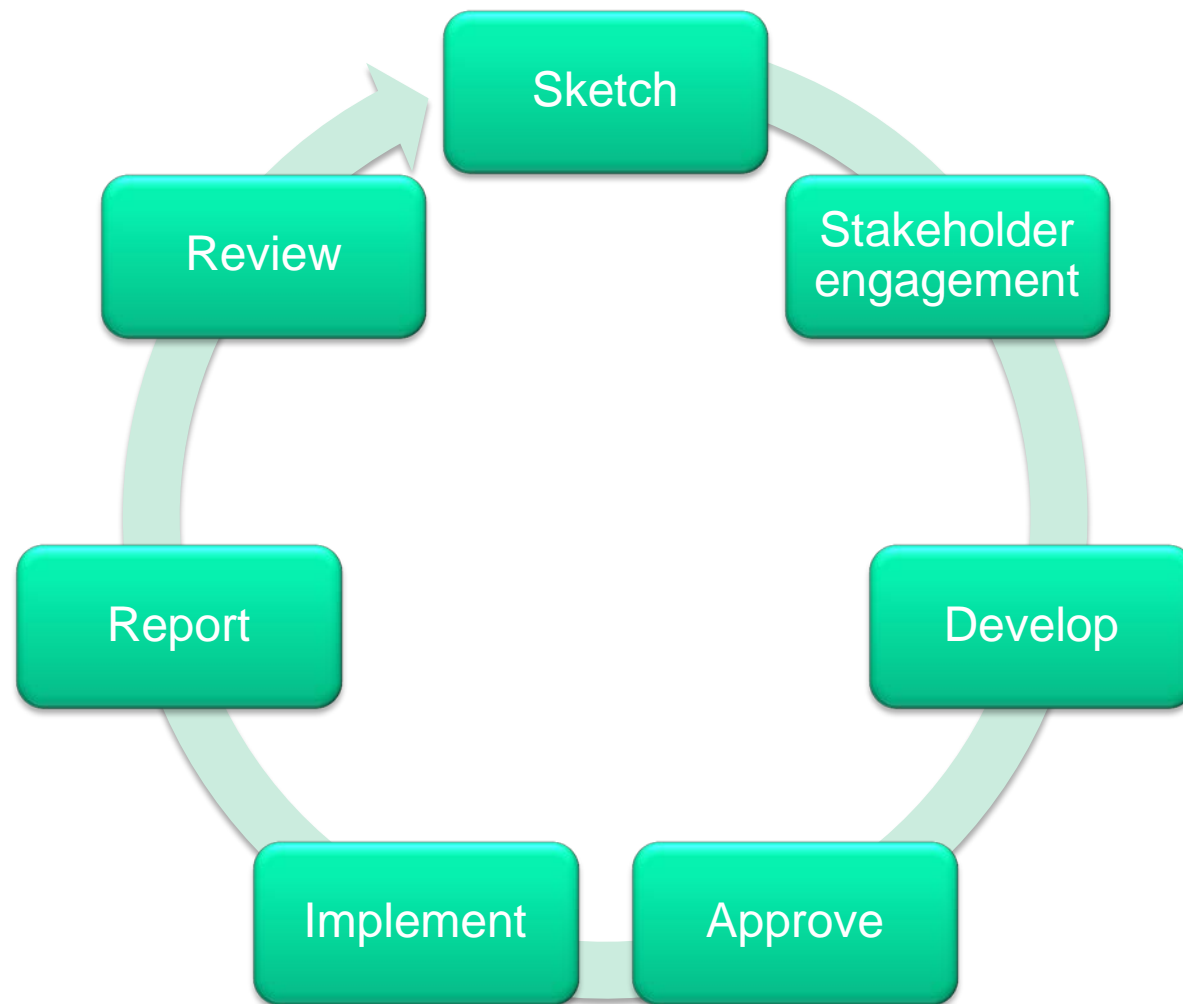 Sketch
Stakeholder
engagement
Develop
Approve
Implement
Report
Review